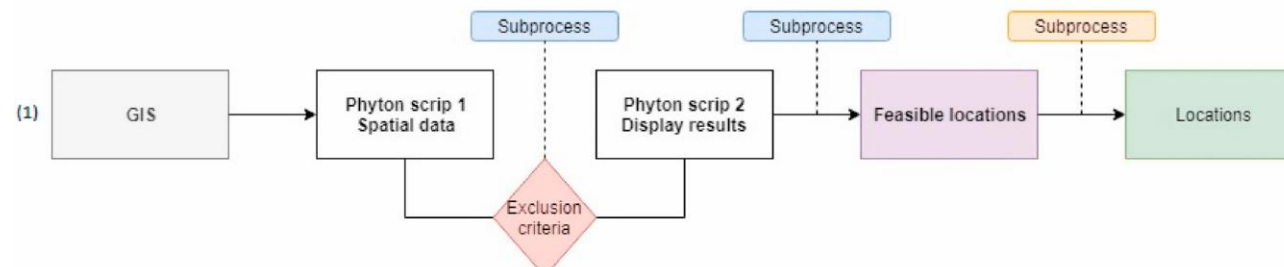 Subprocess
Subprocess
Subprocess
(1)
GIS
Phyton scrip 1
Spatial data
Phyton scrip 2
Display results
Feasible locations
Locations
Exclusion
criteria